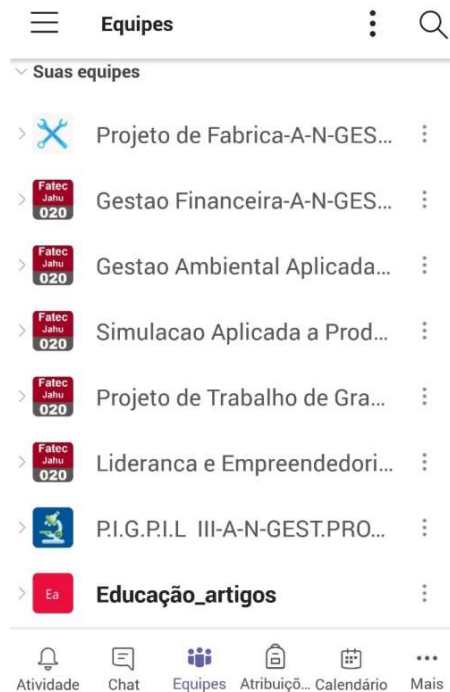 Equipes
Suas equipes
Projeto de Fabrica-A-N-GES...
Fatec
Jahu
020
Gestao Financeira-A-N-GES...
Fatec
Jahu
020
Gestao Ambiental Aplicada...
Fatec
Jahu
020
Simulacao Aplicada a Prod...
Fatec
Jahu
020
Projeto de Trabalho de Gra...
Fatec
Jahu
020
Lideranca e Empreendedori...
P.I.G.P.I.L III-A-N-GEST.PRO...
Ea Educação_artigos
Atividade Chat Equipes Atribuiçõ... Calendário Mais